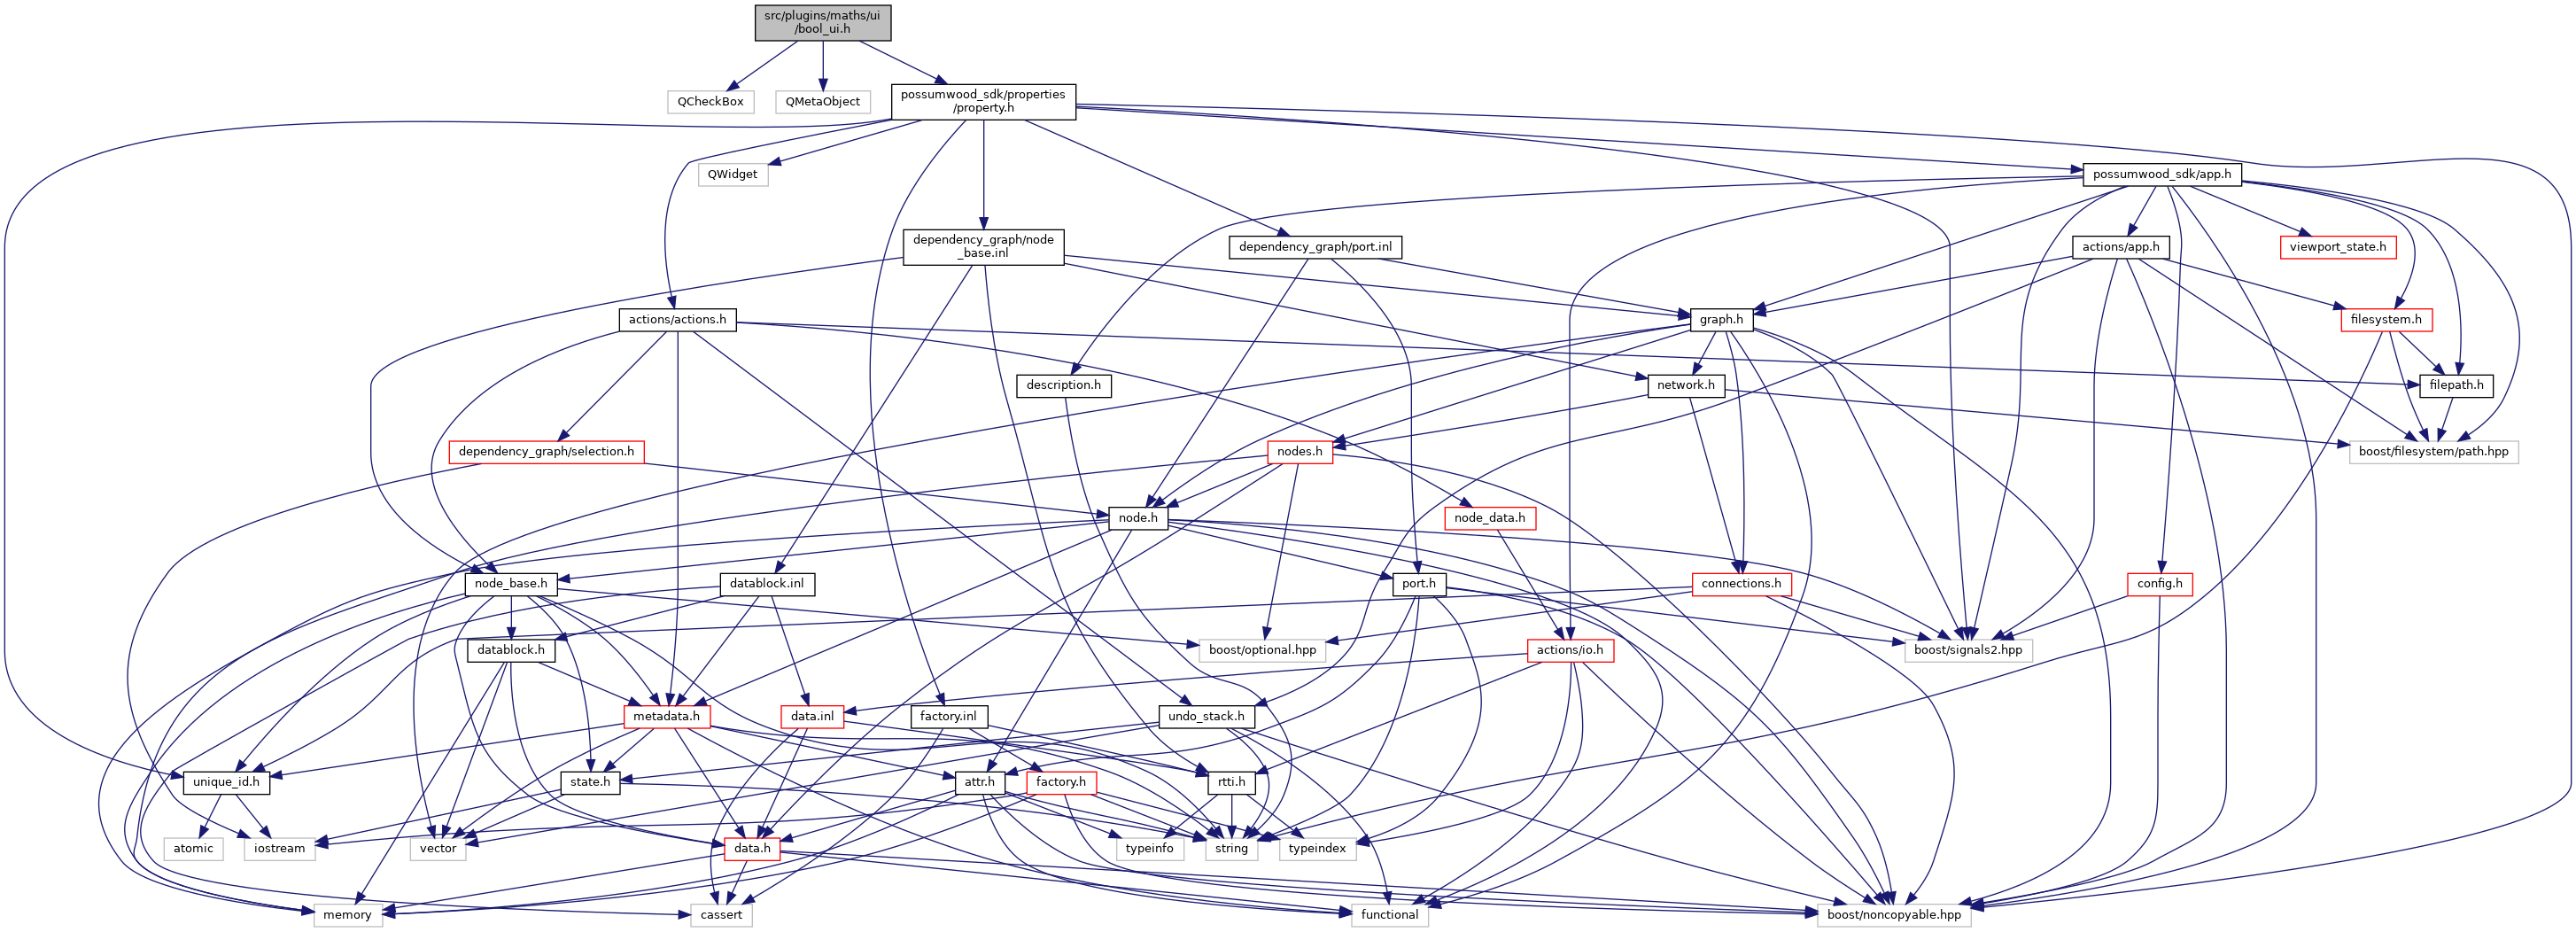 src/plugins/maths/ui
/bool_ui.h
QCheckBox
QMetaObject
possumwood_sdk/properties
/property.h
QWidget
possumwood_sdk/app.h
dependency_graph/node
_base.inl
dependency_graph/port.inl
actions/app.h
viewport_state.h
actions/actions.h
graph.h
filesystem.h
description.h
network.h
filepath.h
dependency_graph/selection.h
nodes.h
boost/filesystem/path.hpp
node.h
node_data.h
node_base.h
datablock.inl
port.h
connections.h
config.h
datablock.h
boost/optional.hpp
actions/io.h
boost/signals2.hpp
metadata.h
data.inl
factory.inl
undo_stack.h
unique_id.h
state.h
attr.h
factory.h
rtti.h
atomic
iostream
vector
data.h
typeinfo
string
typeindex
memory
cassert
functional
boost/noncopyable.hpp